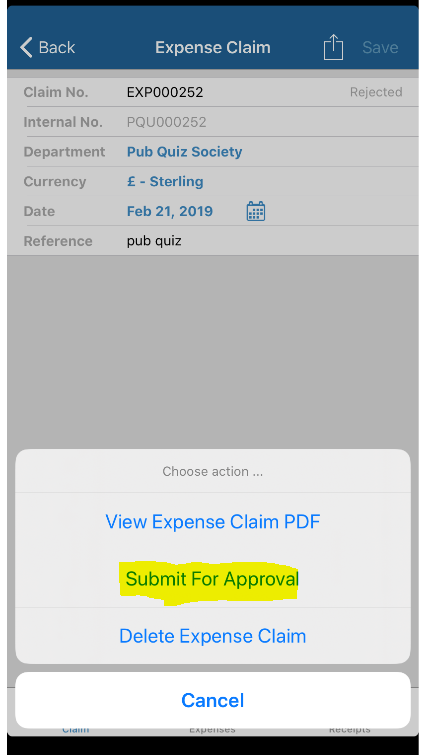 Back Expense Claim Save
Claim No. EXP000252 Rejected
Internal No. PQU000252
Department Pub Quiz Society
Currency £ - Sterling
Date Feb 21, 2019
Reference pub quiz
Choose action ...
View Expense Claim PDF
Submit For Approval
Delete Expense Claim
Cancel
Claim Expenses Receipts